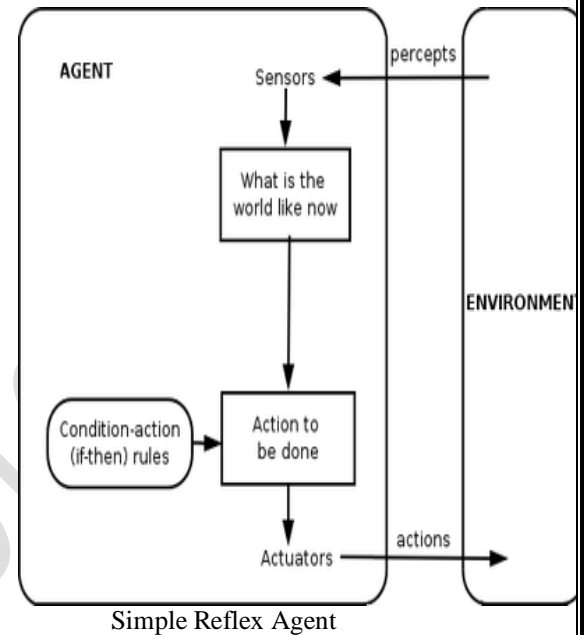 AGENT
percepts
Sensors
What is the
world like now
ENVIRONMEN
Condition-action
(if-then) rules
Action to
be done
Actuators
actions
Simple Reflex Agent